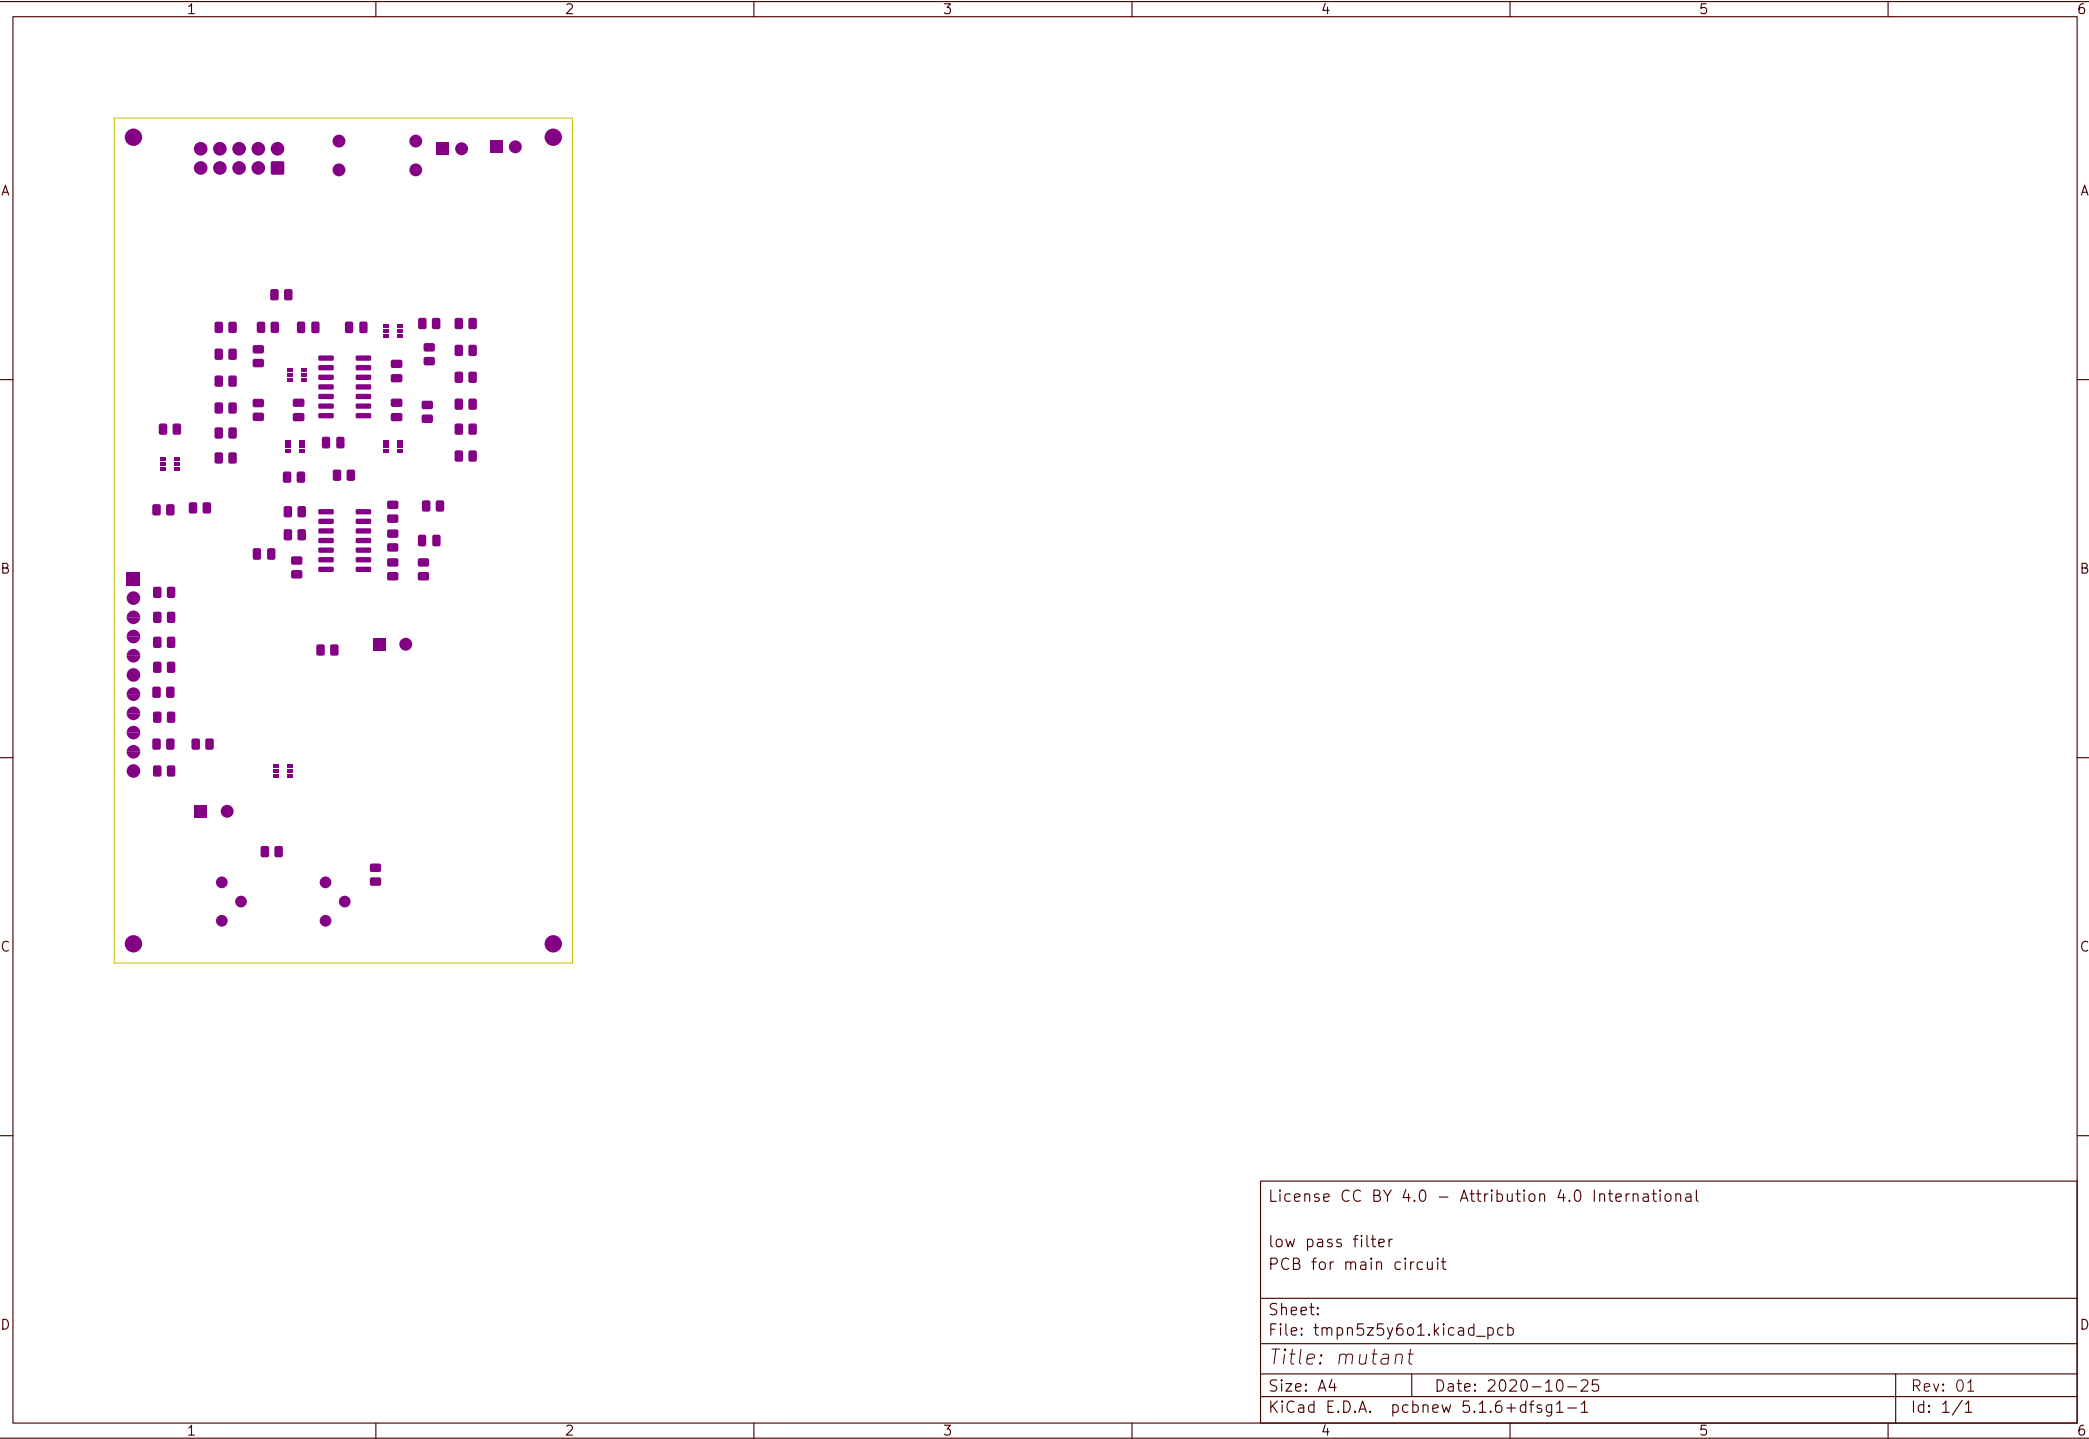 1 2 3 4 5 6
A A
B B
C C
License CC BY 4.0 – Attribution 4.0 International
low pass filter
PCB for main circuit
Sheet:
D D
File: tmpn5z5y6o1.kicad_pcb
Title: mutant
Size: A4 Date: 2020–10–25 Rev: 01
KiCad E.D.A. pcbnew 5.1.6+dfsg1–1 Id: 1/1
1 2 3 4 5 6